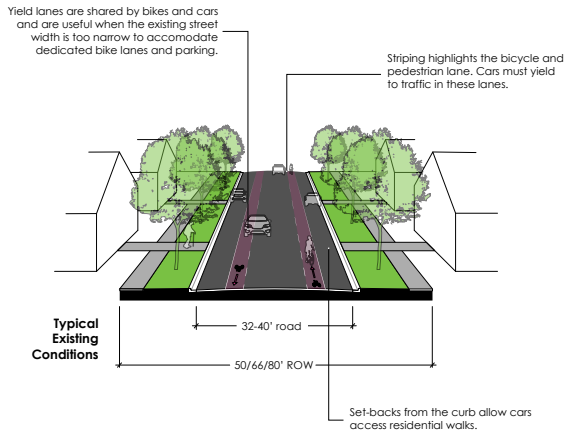 Yield lanes are shared by bikes and cars
and are useful when the existing street
width is too narrow to accomodate
dedicated bike lanes and parking.
Striping highlights the bicycle and
pedestrian lane. Cars must yield
to traffic in these lanes.
Typical
Existing
Conditions
32-40' road
50/66/80' ROW
Set-backs from the curb allow cars
access residential walks.